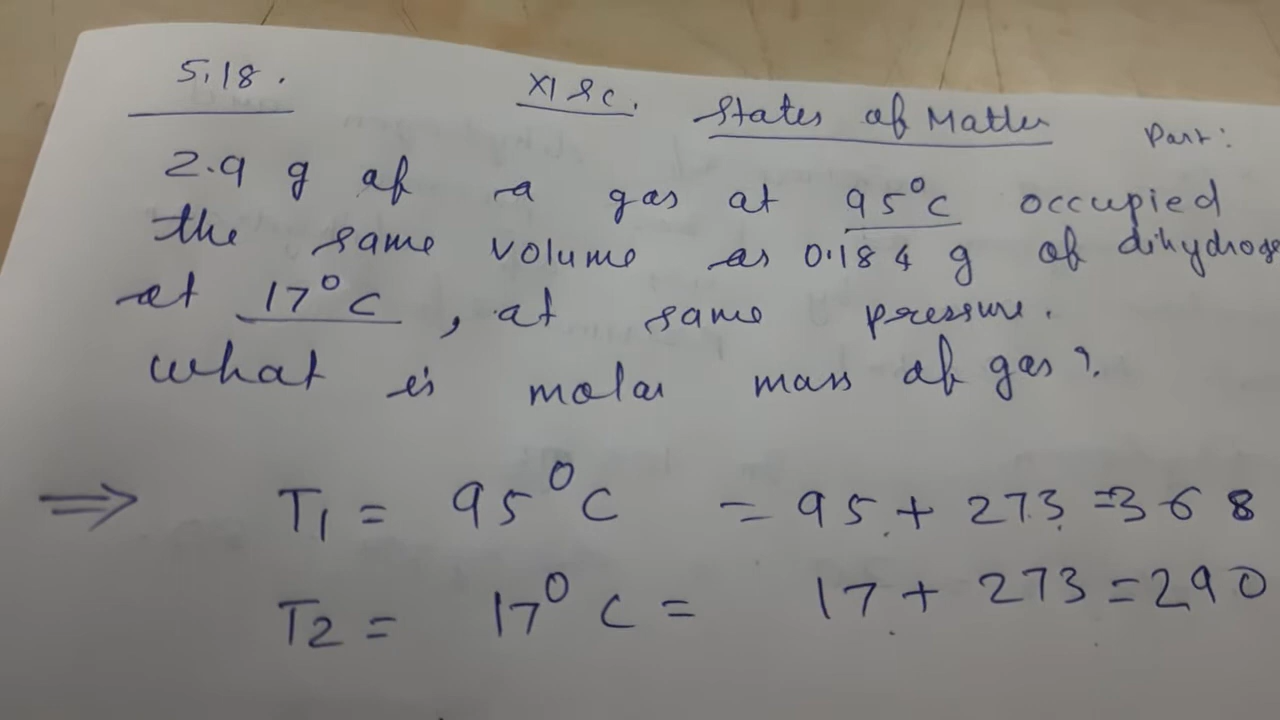 5.18. XI Sc. States of Matter Part:
2.9 g of a gas at 95°C occupied
the same volume as 0.184 g of dihydroge
at 17°C, at same pressure.
What is molar mass of gas?
⇒ T1 = 95°C = 95 + 273 = 368
T2 = 17°C = 17 + 273 = 290